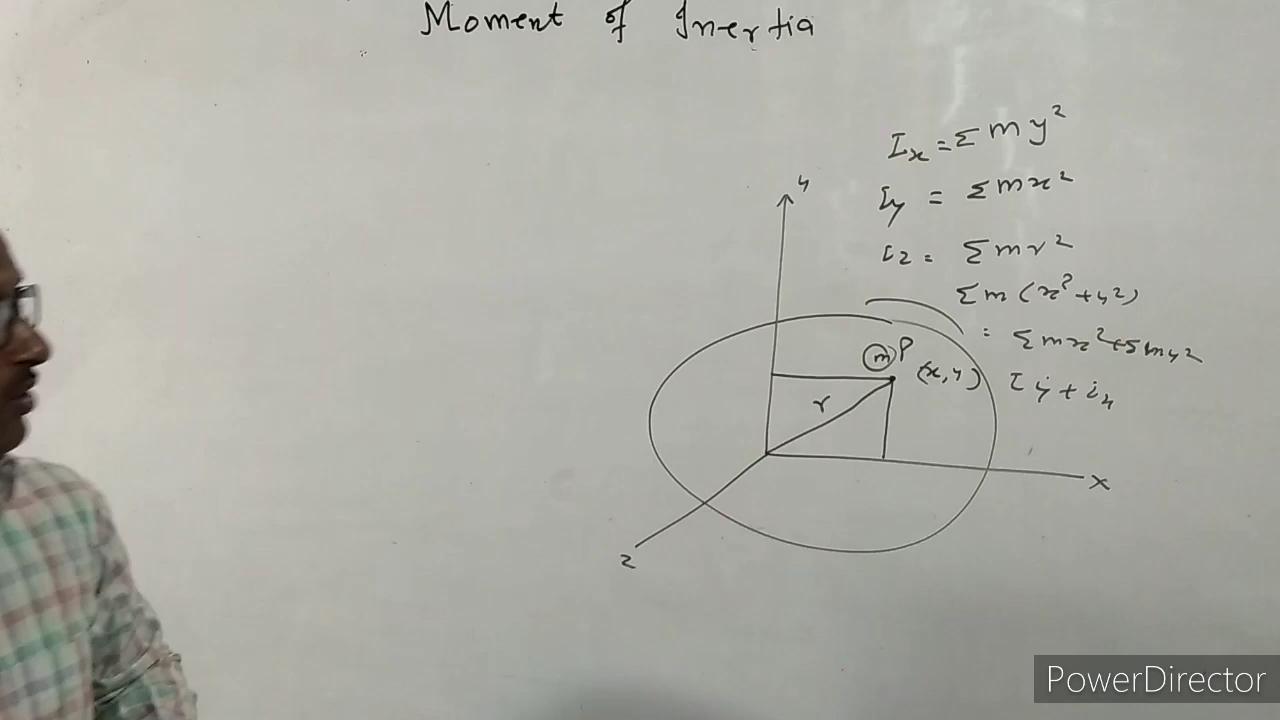 Moment of Inertia
Ix = Σ m y²
Iy = Σ m x²
Iz = Σ m r²
Σ m (x² + y²)
= Σ m x² + Σ m y²
Iy + ix
y
m P
(x, y)
r
x
z
PowerDirector